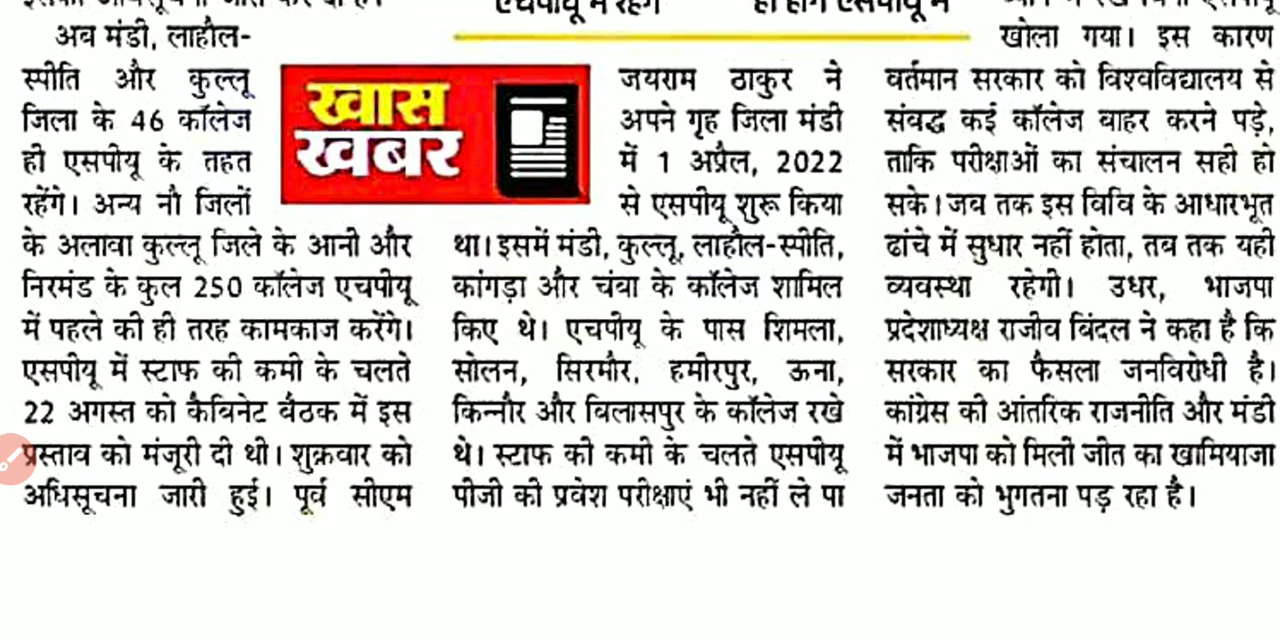 अब मंडी, लाहौल-
स्पीति और कुल्लू
जिला के 46 कॉलेज
ही एसपीयू के तहत
रहेंगे। अन्य नौ जिलों
के अलावा कुल्लू जिले के आनी और
निरमंड के कुल 250 कॉलेज एचपीयू
में पहले की ही तरह कामकाज करेंगे।
एसपीयू में स्टाफ की कमी के चलते
22 अगस्त को कैबिनेट बैठक में इस
प्रस्ताव को मंजूरी दी थी। शुक्रवार को
अधिसूचना जारी हुई। पूर्व सीएम
खास
खबर
एचपीयू में रहेंगे
ही होंगे एसपीयू में
जयराम ठाकुर ने
अपने गृह जिला मंडी
में 1 अप्रैल, 2022
से एसपीयू शुरू किया
था। इसमें मंडी, कुल्लू, लाहौल-स्पीति,
कांगड़ा और चंबा के कॉलेज शामिल
किए थे। एचपीयू के पास शिमला,
सोलन, सिरमौर, हमीरपुर, ऊना,
किन्नौर और बिलासपुर के कॉलेज रखे
थे। स्टाफ की कमी के चलते एसपीयू
पीजी की प्रवेश परीक्षाएं भी नहीं ले पा
खोला गया। इस कारण
वर्तमान सरकार को विश्वविद्यालय से
संबद्ध कई कॉलेज बाहर करने पड़े,
ताकि परीक्षाओं का संचालन सही हो
सके। जब तक इस विवि के आधारभूत
ढांचे में सुधार नहीं होता, तब तक यही
व्यवस्था रहेगी। उधर, भाजपा
प्रदेशाध्यक्ष राजीव बिंदल ने कहा है कि
सरकार का फैसला जनविरोधी है।
कांग्रेस की आंतरिक राजनीति और मंडी
में भाजपा को मिली जीत का खामियाजा
जनता को भुगतना पड़ रहा है।